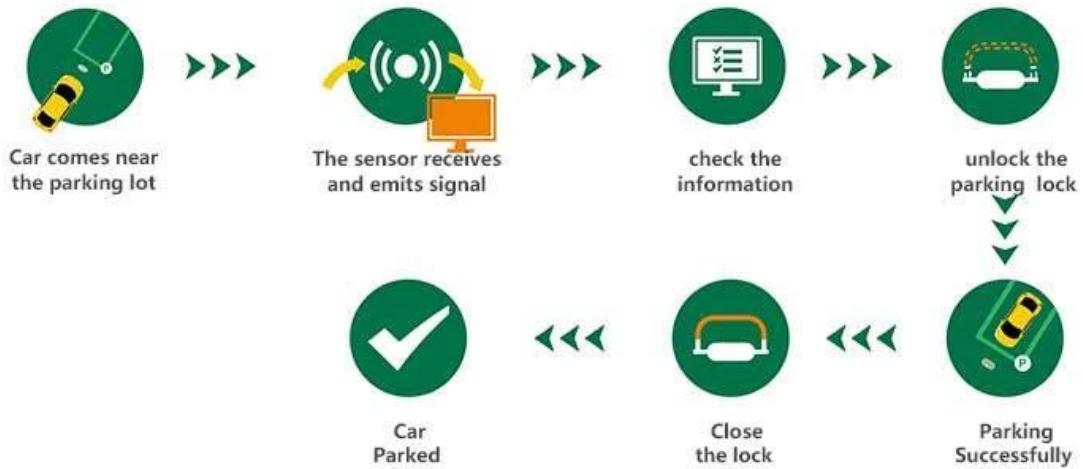 Car comes near
the parking lot
The sensor receives
and emits signal
check the
information
unlock the
parking lock
P
P
Parking
Successfully
Close
the lock
Car
Parked